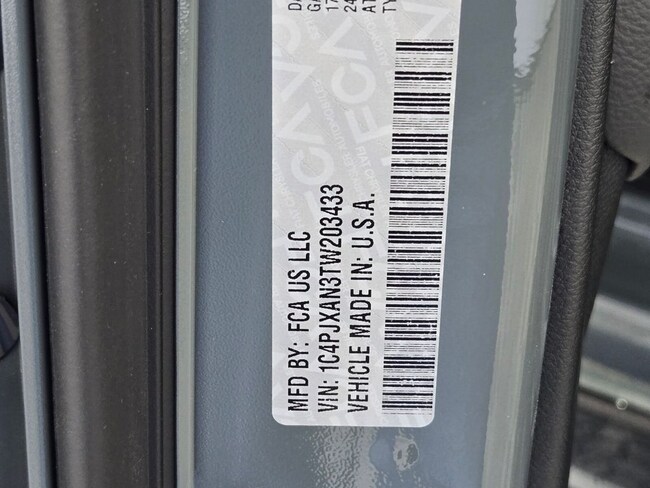 MFD BY: FCA US LLC
VIN: 1C4PJXAN3TW203433
VEHICLE MADE IN: U.S.A.